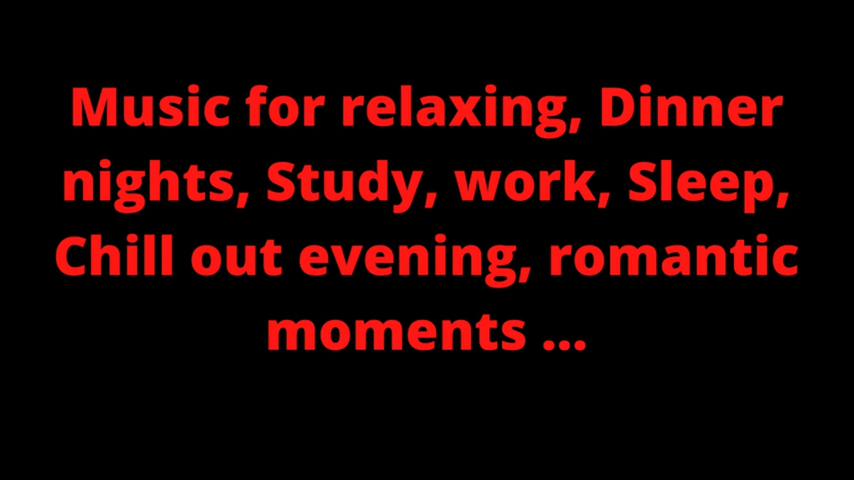 Music for relaxing, Dinner
nights, Study, work, Sleep,
Chill out evening, romantic
moments ...